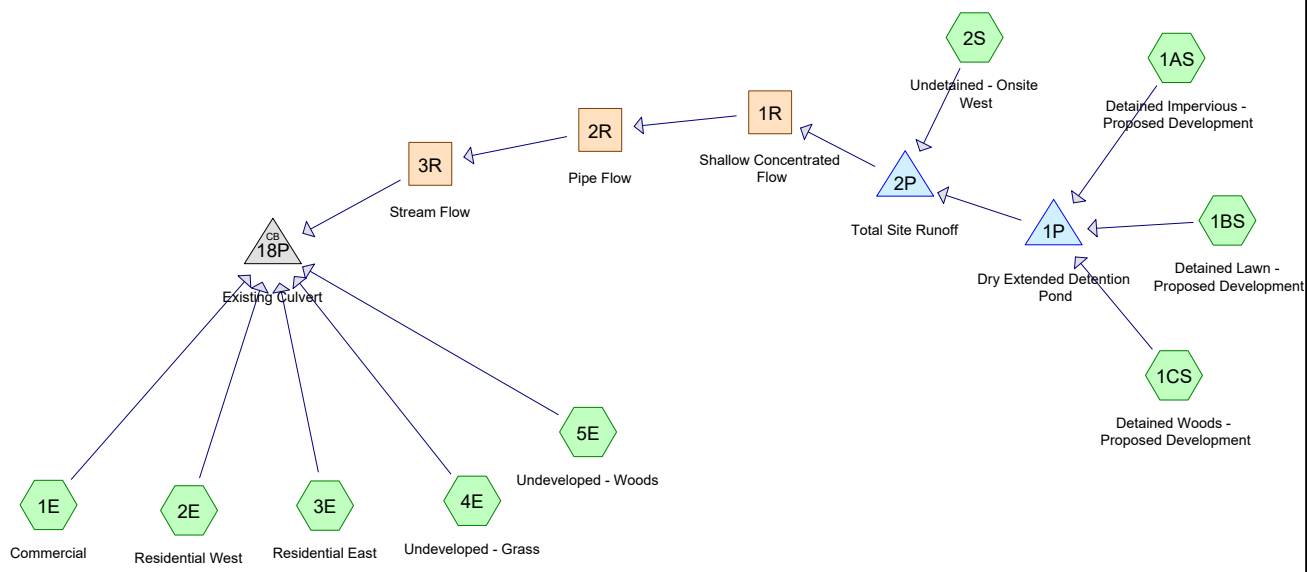 2S
Undetained - Onsite
West
1AS
Detained Impervious -
Proposed Development
1R
Shallow Concentrated
Flow
2R
Pipe Flow
3R
Stream Flow
2P
Total Site Runoff
1P
Dry Extended Detention
Pond
1BS
Detained Lawn -
Proposed Development
1CS
Detained Woods -
Proposed Development
CB
18P
Existing Culvert
5E
Undeveloped - Woods
1E
Commercial
2E
Residential West
3E
Residential East
4E
Undeveloped - Grass